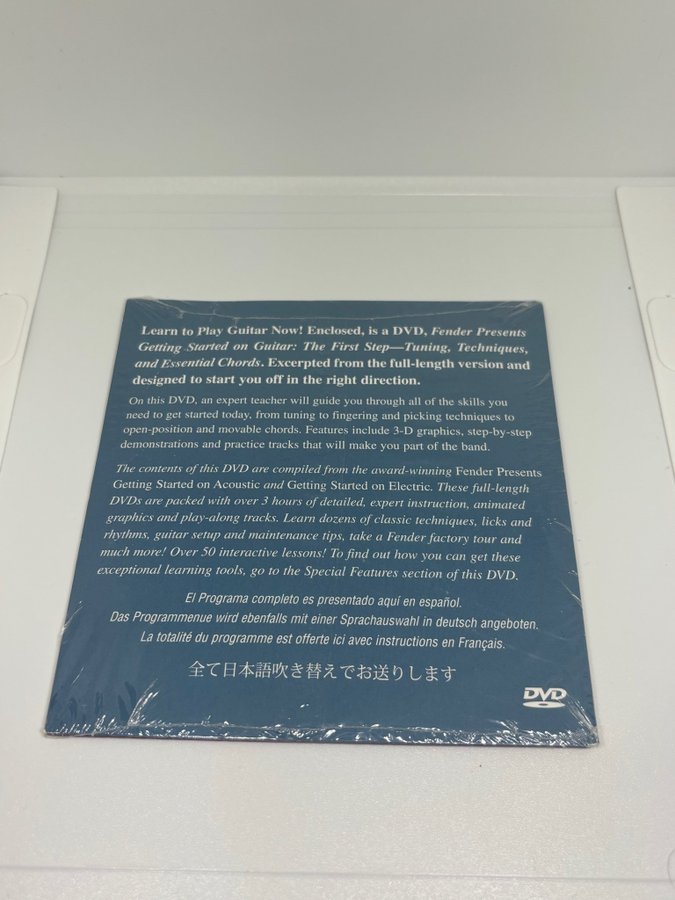 Learn to Play Guitar Now! Enclosed, is a DVD, Fender Presents
Getting Started on Guitar: The First Step—Tuning, Techniques,
and Essential Chords. Excerpted from the full-length version and
designed to start you off in the right direction.
On this DVD, an expert teacher will guide you through all of the skills you
need to get started today, from tuning to fingering and picking techniques to
open-position and movable chords. Features include 3-D graphics, step-by-step
demonstrations and practice tracks that will make you part of the band.
The contents of this DVD are compiled from the award-winning Fender Presents
Getting Started on Acoustic and Getting Started on Electric. These full-length
DVDs are packed with over 3 hours of detailed, expert instruction, animated
graphics and play-along tracks. Learn dozens of classic techniques, licks and
rhythms, guitar setup and maintenance tips, take a Fender factory tour and
much more! Over 50 interactive lessons! To find out how you can get these
exceptional learning tools, go to the Special Features section of this DVD.
El Programa completo es presentado aquí en español.
Das Programmenue wird ebenfalls mit einer Sprachauswahl in deutsch angeboten.
La totalité du programme est offerte ici avec instructions en Français.
全て日本語吹き替えでお送りします
DVD